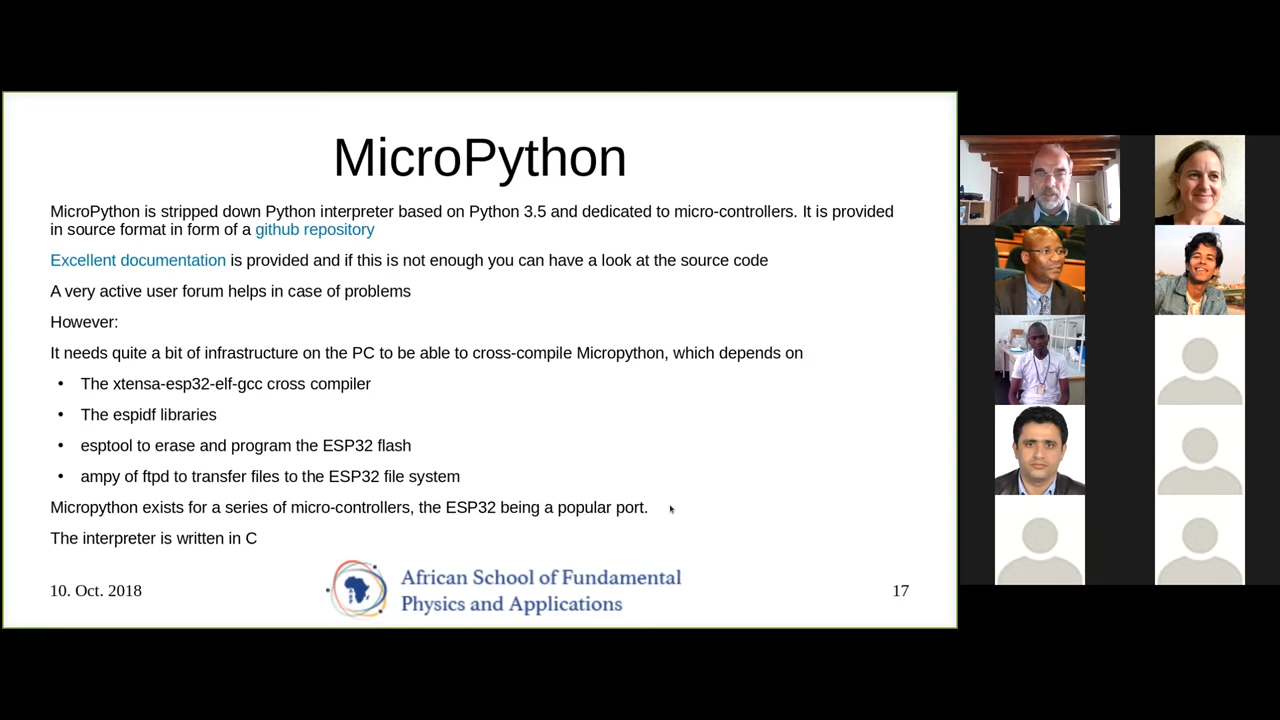 MicroPython
MicroPython is stripped down Python interpreter based on Python 3.5 and dedicated to micro-controllers. It is provided
in source format in form of a github repository
Excellent documentation is provided and if this is not enough you can have a look at the source code
A very active user forum helps in case of problems
However:
It needs quite a bit of infrastructure on the PC to be able to cross-compile Micropython, which depends on
• The xtensa-esp32-elf-gcc cross compiler
• The espidf libraries
• esptool to erase and program the ESP32 flash
• ampy of ftpd to transfer files to the ESP32 file system
Micropython exists for a series of micro-controllers, the ESP32 being a popular port.
The interpreter is written in C
10. Oct. 2018
African School of Fundamental
Physics and Applications
17